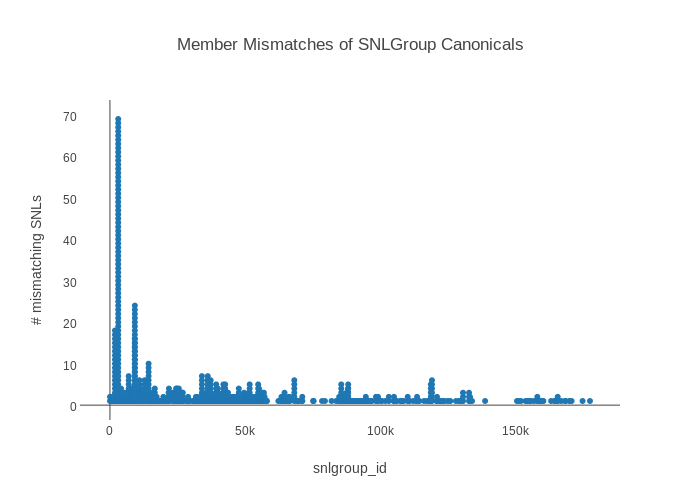 Member Mismatches of SNLGroup Canonicals
70
60
50
40
30
20
10
0
# mismatching SNLs
0
50k
100k
150k
snlgroup_id